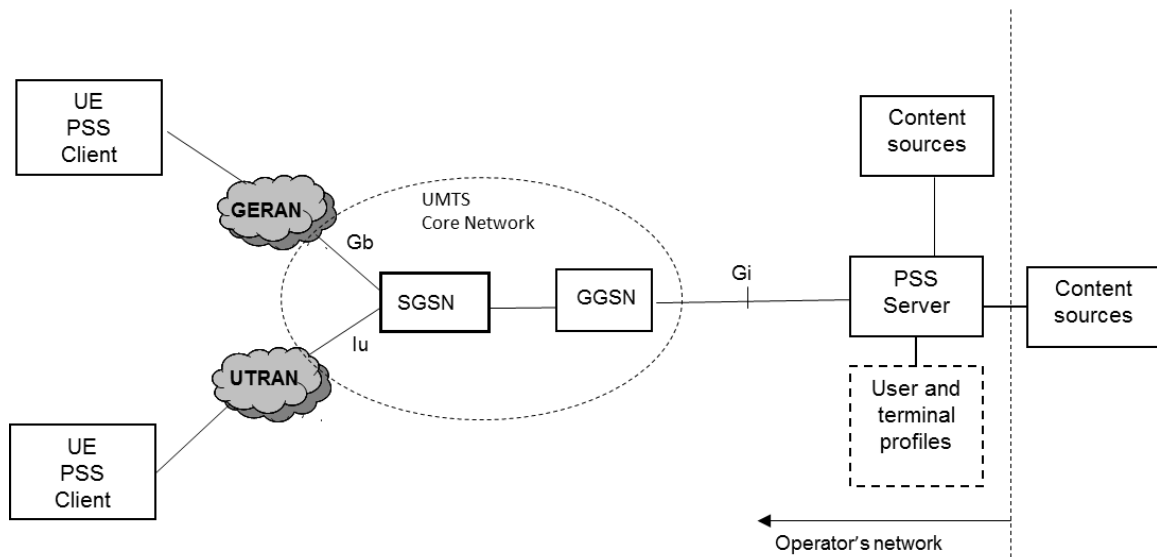 UE
PSS
Client
GERAN
UMTS
Core Network
Gb
SGSN
GGSN
Iu
UTRAN
UE
PSS
Client
Gi
Content
sources
PSS
Server
Content
sources
User and
terminal
profiles
Operator's network